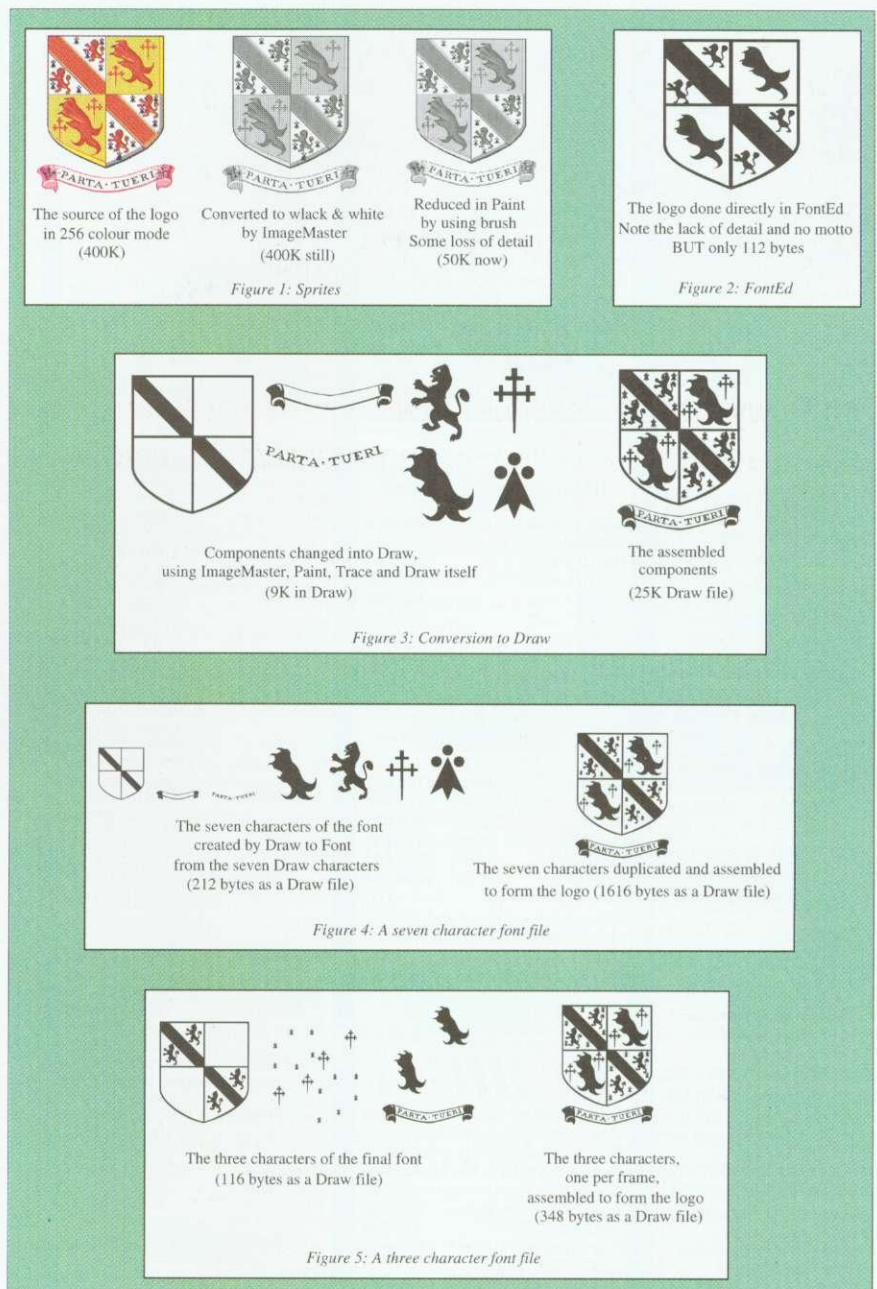 PARTA · TUERI
The source of the logo
in 256 colour mode
(400K)
PARTA · TUERI
Converted to wlack & white
by ImageMaster
(400K still)
PARTA · TUERI
Reduced in Paint
by using brush
Some loss of detail
(50K now)
Figure 1: Sprites
The logo done directly in FontEd
Note the lack of detail and no motto
BUT only 112 bytes
Figure 2: FontEd
PARTA · TUERI
Components changed into Draw,
using ImageMaster, Paint, Trace and Draw itself
(9K in Draw)
PARTA · TUERI
The assembled
components
(25K Draw file)
Figure 3: Conversion to Draw
PARTA · TUERI
The seven characters of the font
created by Draw to Font
from the seven Draw characters
(212 bytes as a Draw file)
PARTA · TUERI
The seven characters duplicated and assembled
to form the logo (1616 bytes as a Draw file)
Figure 4: A seven character font file
PARTA · TUERI
The three characters of the final font
(116 bytes as a Draw file)
PARTA · TUERI
The three characters,
one per frame,
assembled to form the logo
(348 bytes as a Draw file)
Figure 5: A three character font file